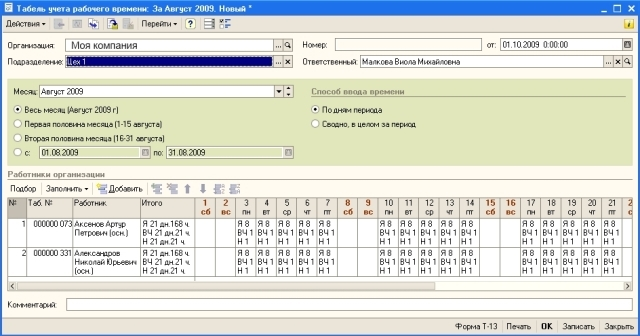 Табель учета рабочего времени: За Август 2009. Новый *
Действия Перейти ?
Организация: Моя компания ... Номер: от: 01.10.2009 0:00:00
Подразделение: Цех 1 ... × Ответственный: Малкова Виола Михайловна ... ×
Месяц: Август 2009 Способ ввода времени
Весь месяц (Август 2009 г) По дням периода
Первая половина месяца (1-15 августа) Сводно, в целом за период
Вторая половина месяца (16-31 августа)
с: 01.08.2009 по: 31.08.2009
Работники организации
Подбор Заполнить Добавить
№ Таб. № Работник Итого 1 2 3 4 5 6 7 8 9 10 11 12 13 14 15 16 17 18 19 20 21 2
сб вс пн вт ср чт пт сб вс пн вт ср чт пт сб вс пн вт ср чт пт
1 000000 073 Аксенов Артур Я 21 дн.168 ч. Я 8 Я 8 Я 8 Я 8 Я 8 Я 8 Я 8 Я 8 Я 8 Я 8 Я 8 Я 8 Я 8 Я 8 Я 8
Петрович (осн.) ВЧ 21 дн.21 ч. ВЧ 1 ВЧ 1 ВЧ 1 ВЧ 1 ВЧ 1 ВЧ 1 ВЧ 1 ВЧ 1 ВЧ 1 ВЧ 1 ВЧ 1 ВЧ 1 ВЧ 1 ВЧ 1 ВЧ 1
Н 21 дн.21 ч. Н 1 Н 1 Н 1 Н 1 Н 1 Н 1 Н 1 Н 1 Н 1 Н 1 Н 1 Н 1 Н 1 Н 1 Н 1
2 000000 331 Александров Я 21 дн.168 ч. Я 8 Я 8 Я 8 Я 8 Я 8 Я 8 Я 8 Я 8 Я 8 Я 8 Я 8 Я 8 Я 8 Я 8 Я 8
Николай Юрьевич ВЧ 21 дн.21 ч. ВЧ 1 ВЧ 1 ВЧ 1 ВЧ 1 ВЧ 1 ВЧ 1 ВЧ 1 ВЧ 1 ВЧ 1 ВЧ 1 ВЧ 1 ВЧ 1 ВЧ 1 ВЧ 1 ВЧ 1
(осн.) Н 21 дн.21 ч. Н 1 Н 1 Н 1 Н 1 Н 1 Н 1 Н 1 Н 1 Н 1 Н 1 Н 1 Н 1 Н 1 Н 1 Н 1
Комментарий:
Форма Т-13 Печать ОК Записать Закрыть